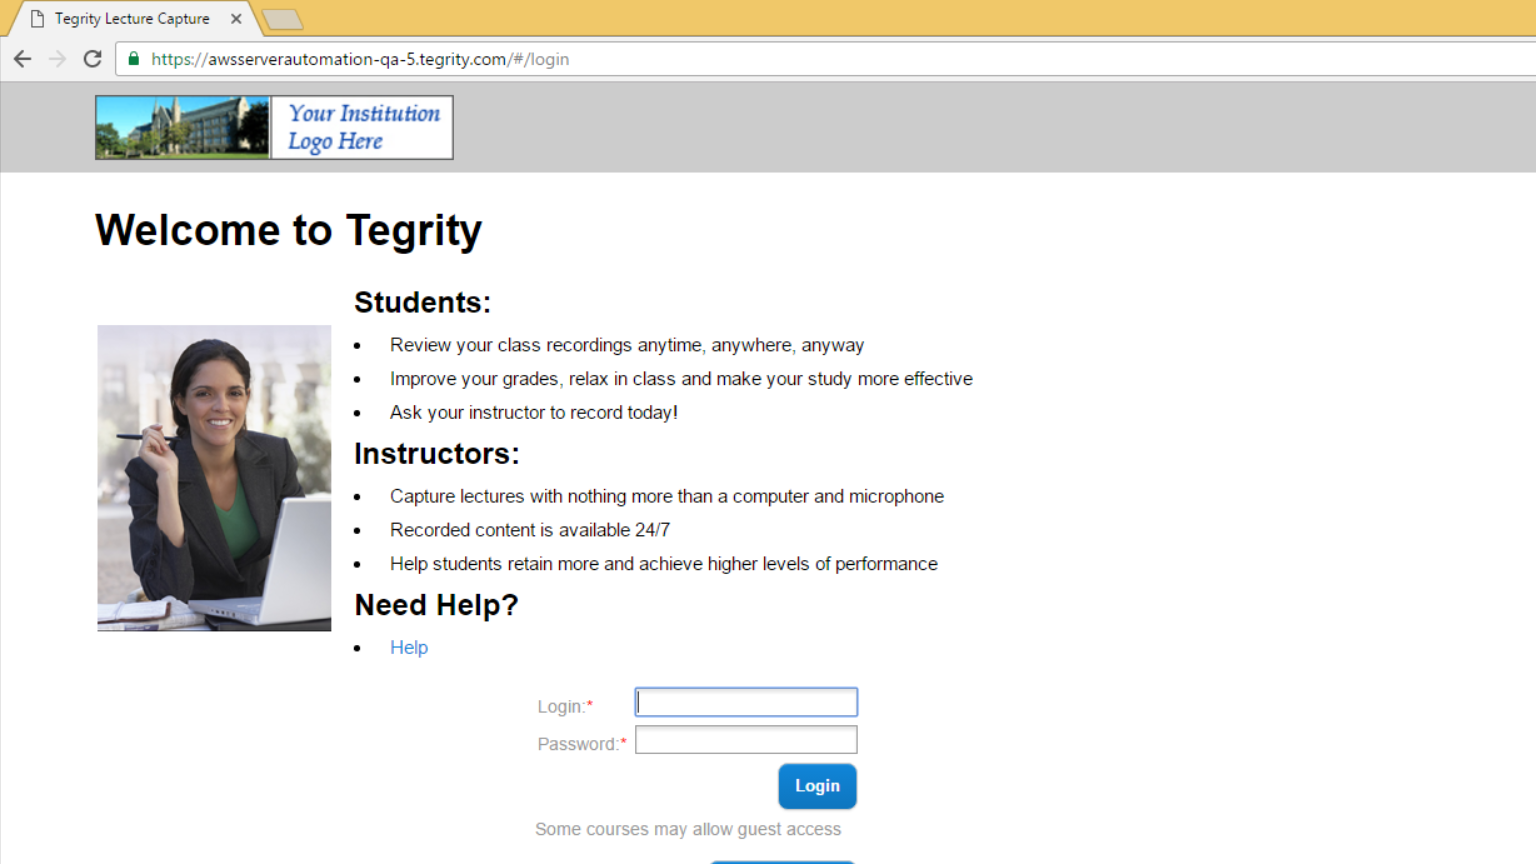 Tegrity Lecture Capture
https://awsserverautomation-qa-5.tegrity.com/#/login
Your Institution
Logo Here
Welcome to Tegrity
Students:
Review your class recordings anytime, anywhere, anyway
Improve your grades, relax in class and make your study more effective
Ask your instructor to record today!
Instructors:
Capture lectures with nothing more than a computer and microphone
Recorded content is available 24/7
Help students retain more and achieve higher levels of performance
Need Help?
Help
Login:*
Password:*
Login
Some courses may allow guest access